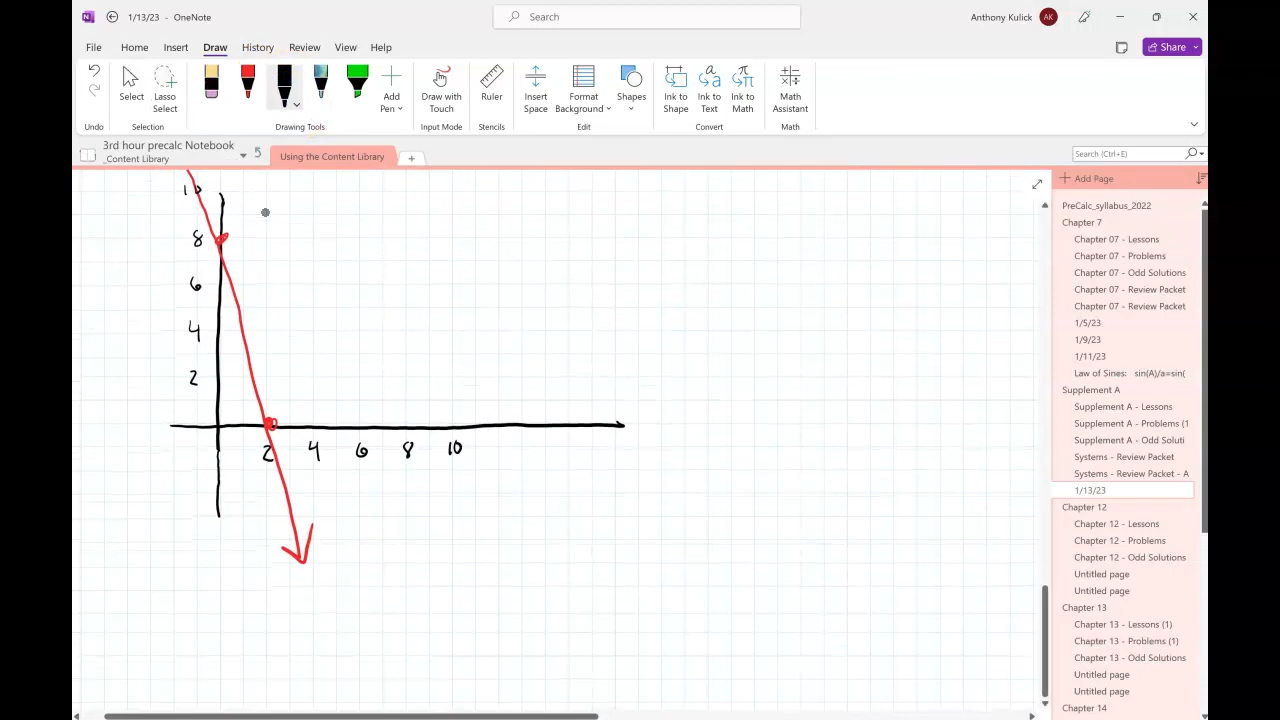 1/13/23 - OneNote
Search
Anthony Kulick
AK
File Home Insert Draw History Review View Help
Share
Undo
Select
Lasso Select
Selection
Drawing Tools
Add Pen
Draw with Touch
Input Mode
Ruler
Stencils
Insert Space
Format Background
Shapes
Edit
Ink to Shape
Ink to Text
Ink to Math
Convert
Math Assistant
Math
3rd hour precalc Notebook
_Content Library
Using the Content Library
Search (Ctrl+E)
Add Page
PreCalc_syllabus_2022
Chapter 7
Chapter 07 - Lessons
Chapter 07 - Problems
Chapter 07 - Odd Solutions
Chapter 07 - Review Packet
Chapter 07 - Review Packet
1/5/23
1/9/23
1/11/23
Law of Sines: sin(A)/a=sin(
Supplement A
Supplement A - Lessons
Supplement A - Problems (1
Supplement A - Odd Soluti
Systems - Review Packet
Systems - Review Packet - A
1/13/23
Chapter 12
Chapter 12 - Lessons
Chapter 12 - Problems
Chapter 12 - Odd Solutions
Untitled page
Untitled page
Chapter 13
Chapter 13 - Lessons (1)
Chapter 13 - Problems (1)
Chapter 13 - Odd Solutions
Untitled page
Untitled page
Chapter 14
10
8
6
4
2
2 4 6 8 10